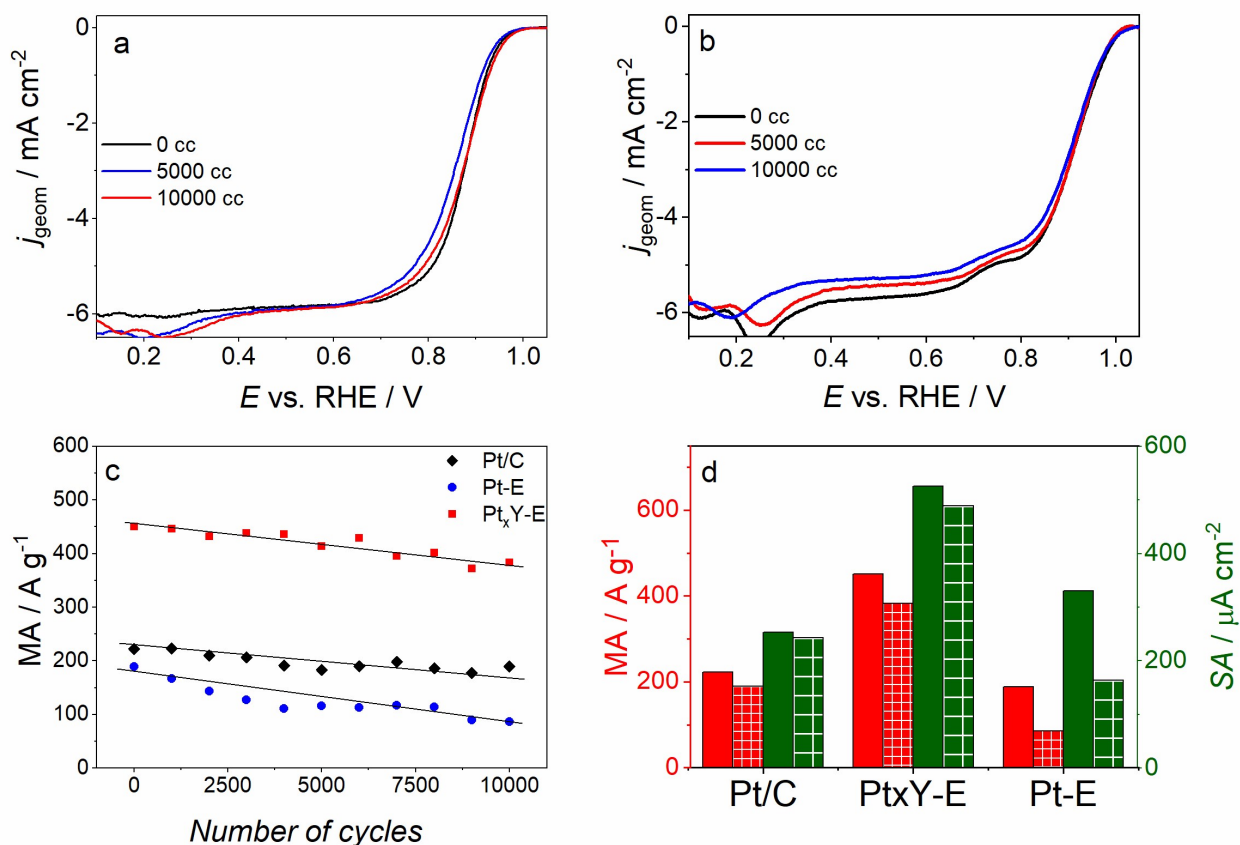 a
0
-2
-4
-6
j geom / mA cm-2
0 cc
5000 cc
10000 cc
0.2 0.4 0.6 0.8 1.0
E vs. RHE / V
b
0
-2
-4
-6
j geom / mA cm-2
0 cc
5000 cc
10000 cc
0.2 0.4 0.6 0.8 1.0
E vs. RHE / V
c
600
500
400
300
200
100
0
MA / A g-1
Pt/C
Pt-E
PtxY-E
0 2500 5000 7500 10000
Number of cycles
d
600
400
200
0
MA / A g-1
600
400
200
0
SA / µA cm-2
Pt/C PtxY-E Pt-E